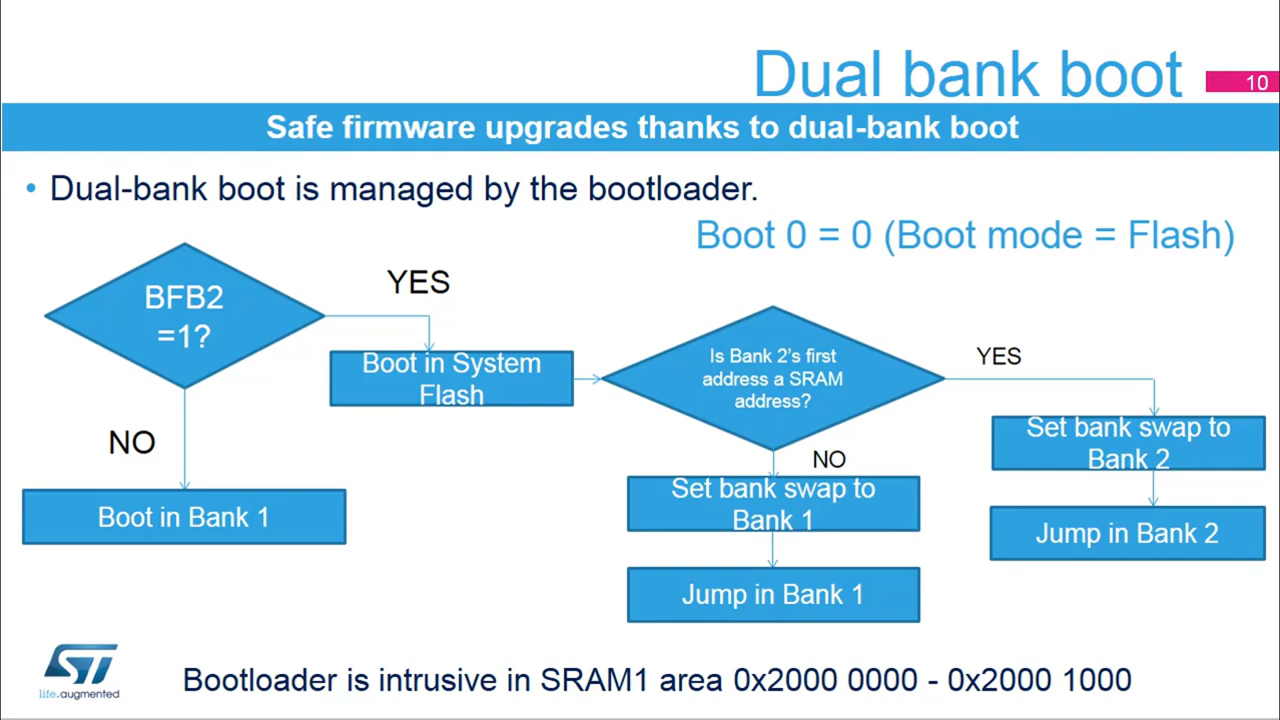 Dual bank boot
10
Safe firmware upgrades thanks to dual-bank boot
• Dual-bank boot is managed by the bootloader.
Boot 0 = 0 (Boot mode = Flash)
BFB2
=1?
YES
Boot in System
Flash
Is Bank 2's first
address a SRAM
address?
YES
Set bank swap to
Bank 2
Jump in Bank 2
NO
Set bank swap to
Bank 1
Jump in Bank 1
NO
Boot in Bank 1
ST
life.augmented
Bootloader is intrusive in SRAM1 area 0x2000 0000 - 0x2000 1000